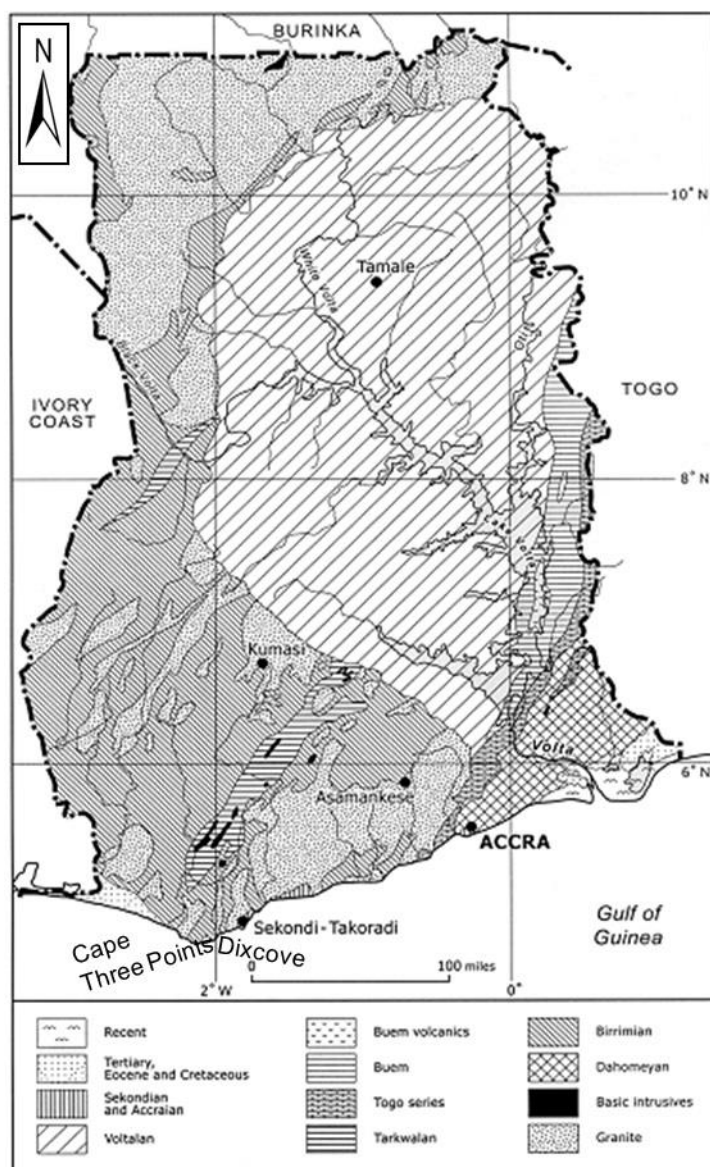 BURINKA
N
10° N
White Volta
Tamale
Black Volta
Oti
IVORY
COAST
TOGO
8° N
Lake Volta
Kumasi
Volta
6° N
Asamankese
ACCRA
Sekondi-Takoradi
Gulf of
Guinea
Cape
Three Points Dixcove
0
100 miles
2° W
0°
Recent
Tertiary,
Eocene and Cretaceous
Sekondian
and Accraian
Voltaian
Buem volcanics
Buem
Togo series
Tarkwaian
Birrimian
Dahomeyan
Basic intrusives
Granite